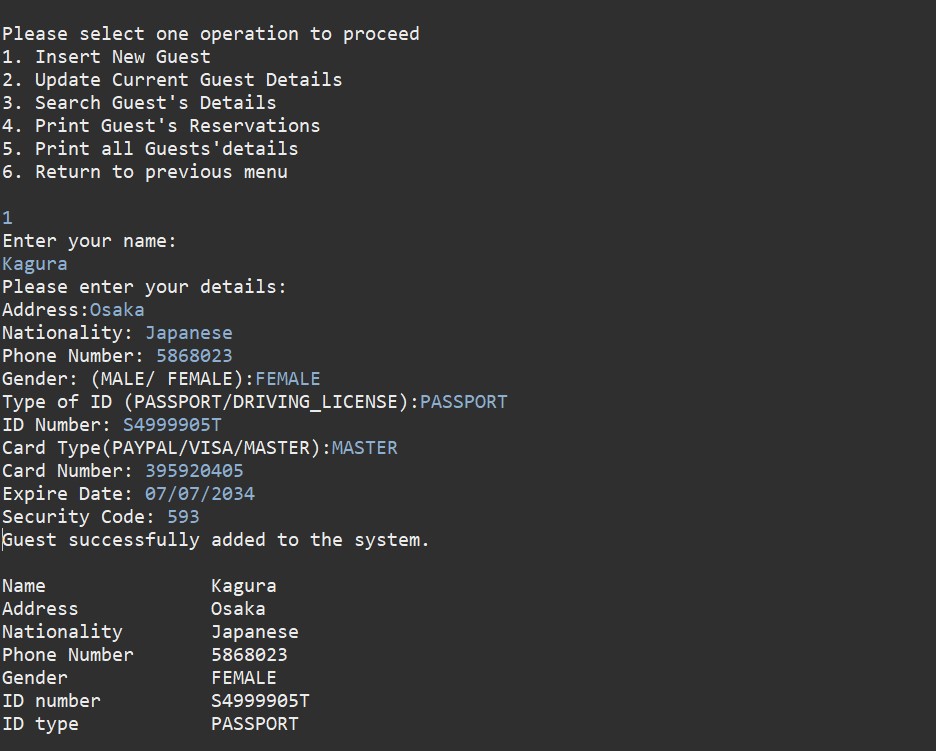 Please select one operation to proceed
1. Insert New Guest
2. Update Current Guest Details
3. Search Guest's Details
4. Print Guest's Reservations
5. Print all Guests'details
6. Return to previous menu
1
Enter your name:
Kagura
Please enter your details:
Address:Osaka
Nationality: Japanese
Phone Number: 5868023
Gender: (MALE/ FEMALE):FEMALE
Type of ID (PASSPORT/DRIVING_LICENSE):PASSPORT
ID Number: S4999905T
Card Type(PAYPAL/VISA/MASTER):MASTER
Card Number: 395920405
Expire Date: 07/07/2034
Security Code: 593
Guest successfully added to the system.
Name Kagura
Address Osaka
Nationality Japanese
Phone Number 5868023
Gender FEMALE
ID number S4999905T
ID type PASSPORT